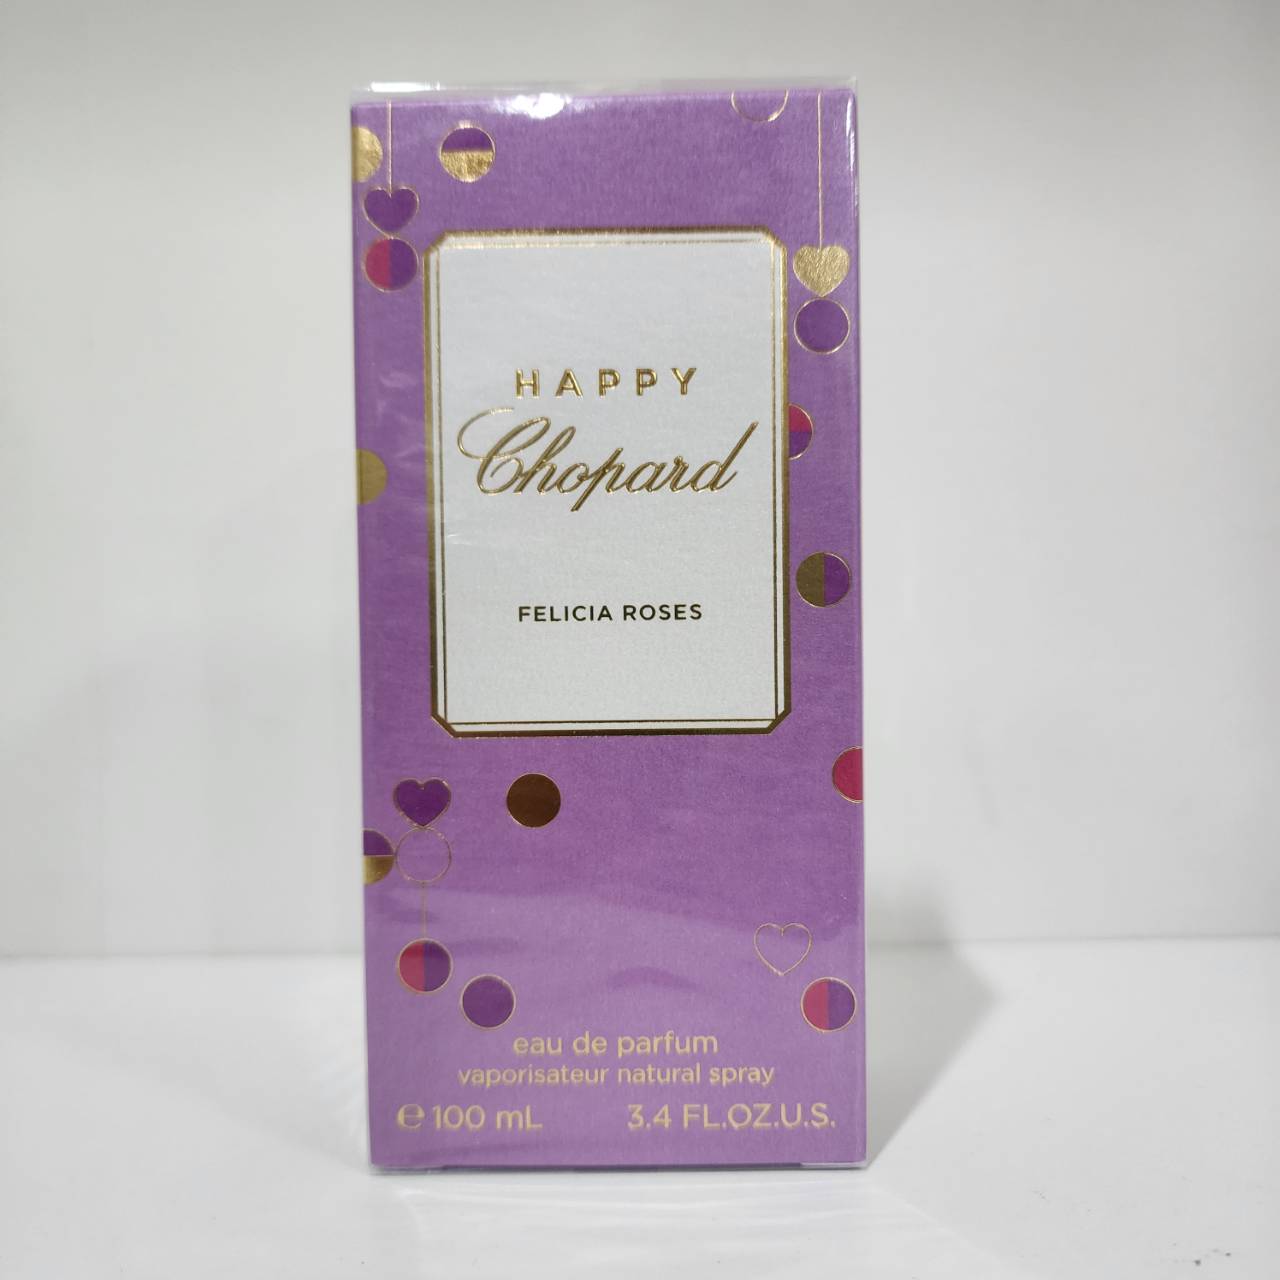 HAPPY
Chopard
FELICIA ROSES
eau de parfum
vaporisateur natural spray
℮ 100 mL 3.4 FL.OZ.U.S.